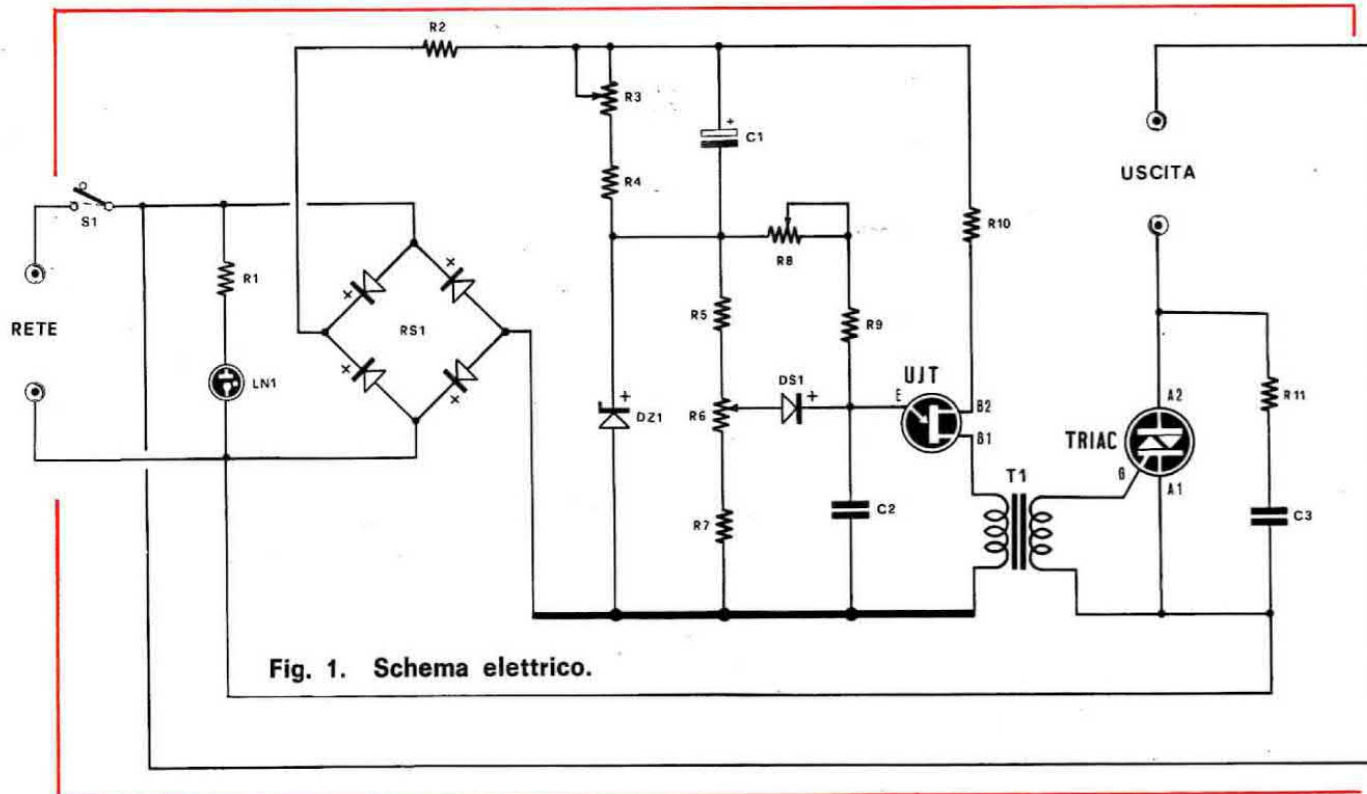 R2
R3
C1
+
R4
USCITA
S1
R10
R1
R8
RETE
RS1
R5
R9
UJT
LN1
DS1
+
E
A2
R11
DZ1
+
R6
B2
TRIAC
B1
G
A1
T1
R7
C2
C3
Fig. 1. Schema elettrico.